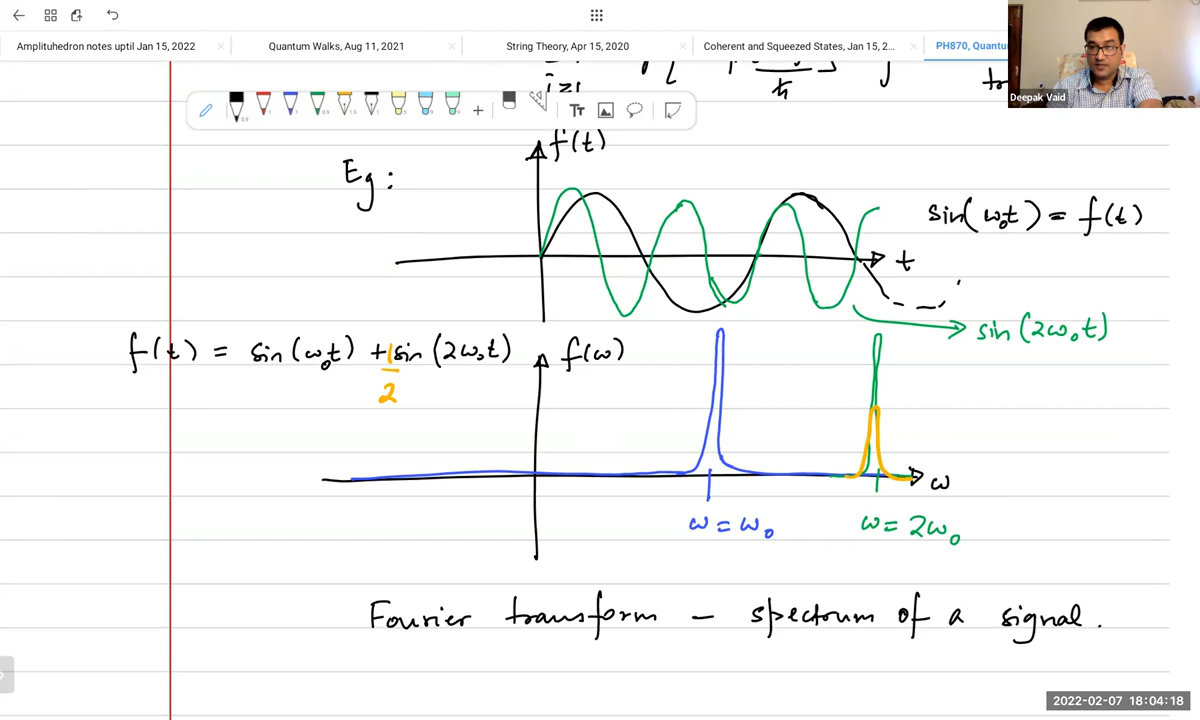 Amplituhedron notes uptil Jan 15, 2022
Quantum Walks, Aug 11, 2021
String Theory, Apr 15, 2020
Coherent and Squeezed States, Jan 15, 2...
PH870, Quantu
Deepak Vaid
i=1
ħ
Tт
Eg:
f(t)
t
sin(ω₀t) = f(t)
sin(2ω₀t)
f(t) = sin(ω₀t) + 1/2 sin(2ω₀t)
f(ω)
ω
ω = ω₀
ω = 2ω₀
Fourier transform – spectrum of a signal.
2022-02-07 18:04:18